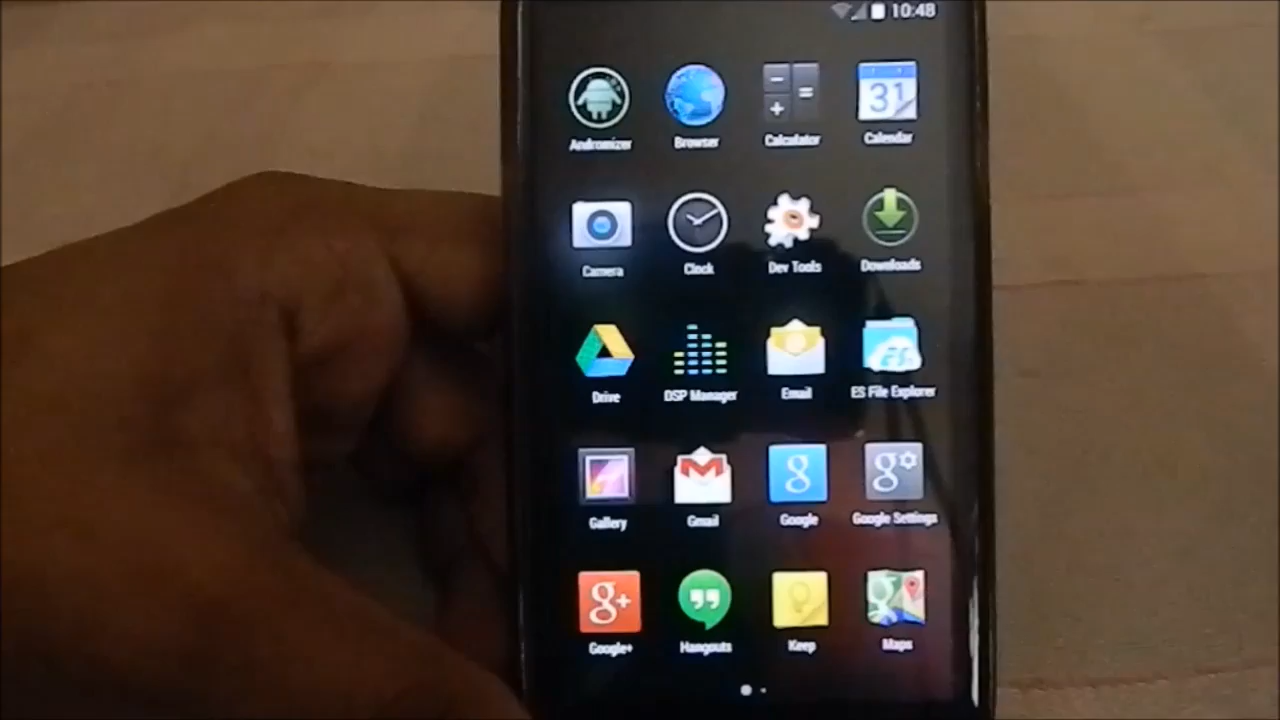 10:48
Andromizer Browser Calculator Calendar
31
Camera Clock Dev Tools Downloads
ES
Drive DSP Manager Email ES File Explorer
g g
Gallery Gmail Google Google Settings
g+ g
Google+ Hangouts Keep Maps